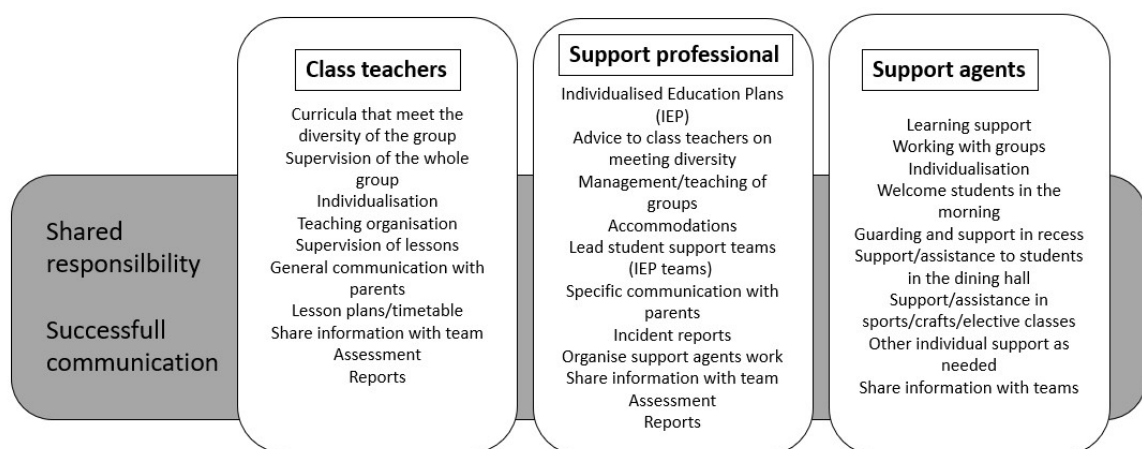 Shared
responsilbility
Successfull
communication
Class teachers
Curricula that meet the
diversity of the group
Supervision of the whole
group
Individualisation
Teaching organisation
Supervision of lessons
General communication with
parents
Lesson plans/timetable
Share information with team
Assessment
Reports
Support professional
Individualised Education Plans
(IEP)
Advice to class teachers on
meeting diversity
Management/teaching of
groups
Accommodations
Lead student support teams
(IEP teams)
Specific communication with
parents
Incident reports
Organise support agents work
Share information with team
Assessment
Reports
Support agents
Learning support
Working with groups
Individualisation
Welcome students in the
morning
Guarding and support in recess
Support/assistance to students
in the dining hall
Support/assistance in
sports/crafts/elective classes
Other individual support as
needed
Share information with teams